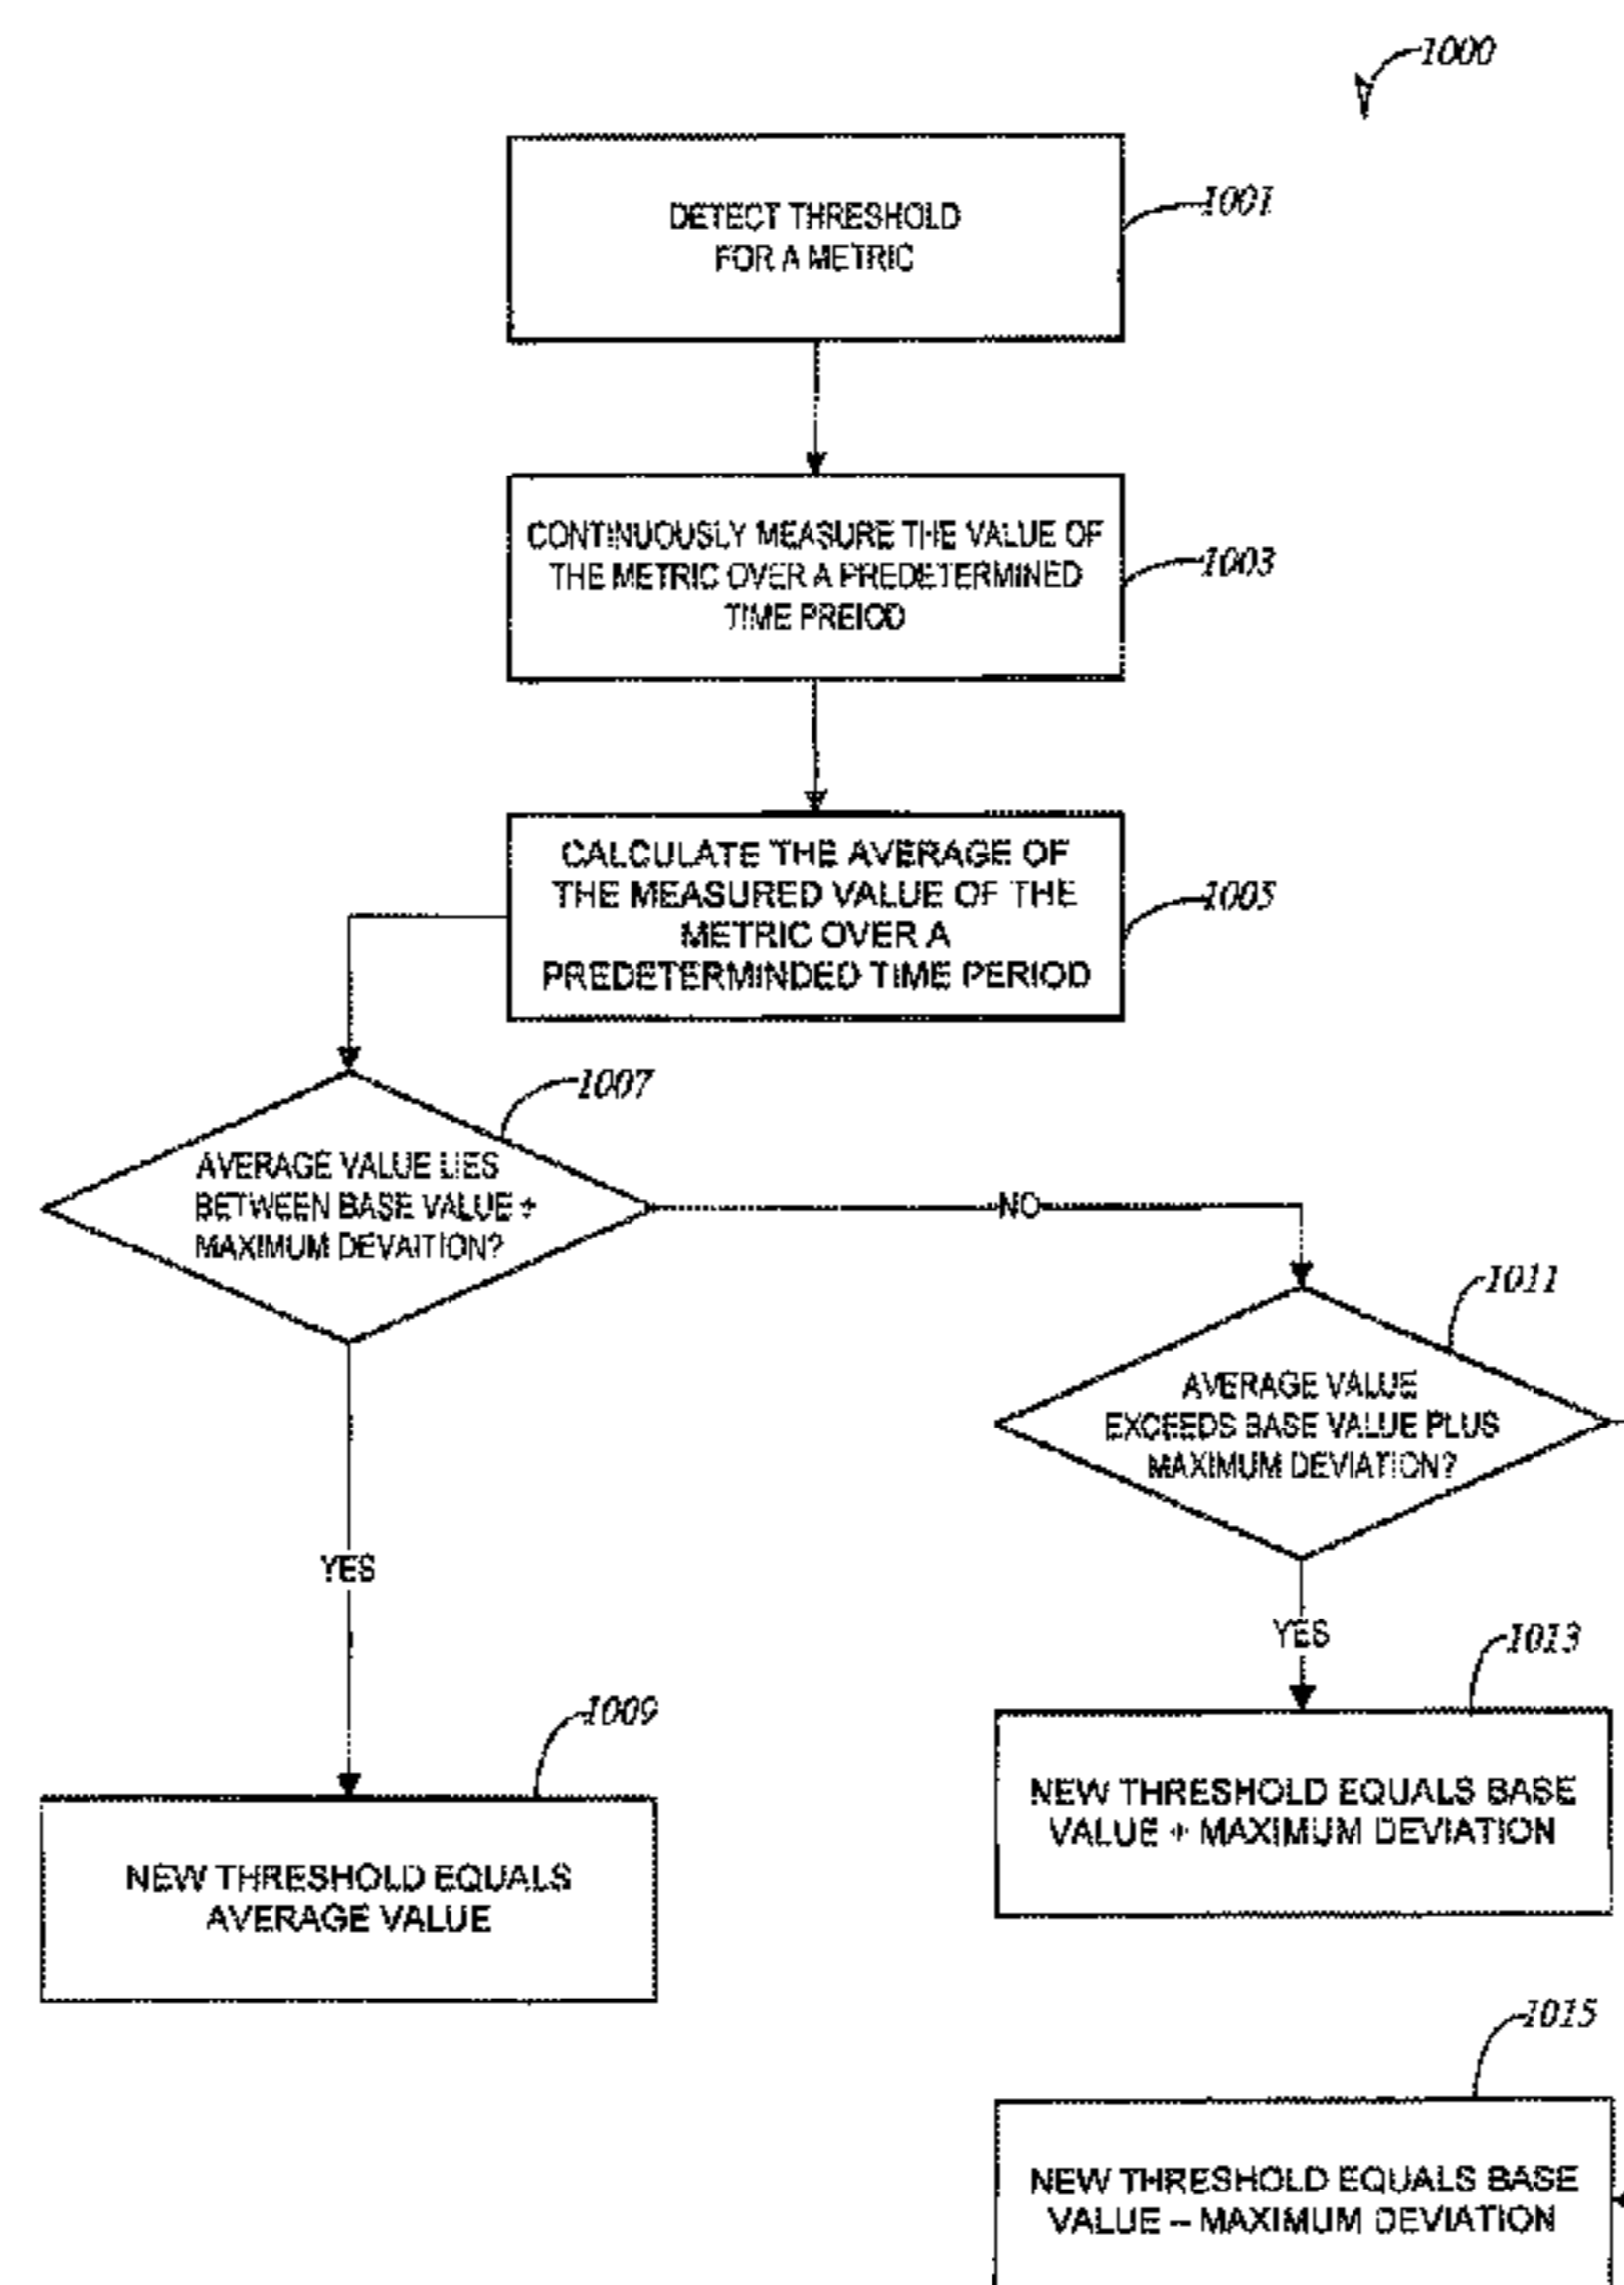 1000
DETECT THRESHOLD
FOR A METRIC
1001
CONTINUOUSLY MEASURE THE VALUE OF
THE METRIC OVER A PREDETERMINED
TIME PREIOD
1003
CALCULATE THE AVERAGE OF
THE MEASURED VALUE OF THE
METRIC OVER A
PREDETERMINDED TIME PERIOD
1005
1007
AVERAGE VALUE LIES
BETWEEN BASE VALUE +
MAXIMUM DEVAITION?
NO
1011
AVERAGE VALUE
EXCEEDS BASE VALUE PLUS
MAXIMUM DEVIATION?
YES
YES
1013
NEW THRESHOLD EQUALS BASE
VALUE + MAXIMUM DEVIATION
1009
NEW THRESHOLD EQUALS
AVERAGE VALUE
1015
NEW THRESHOLD EQUALS BASE
VALUE – MAXIMUM DEVIATION